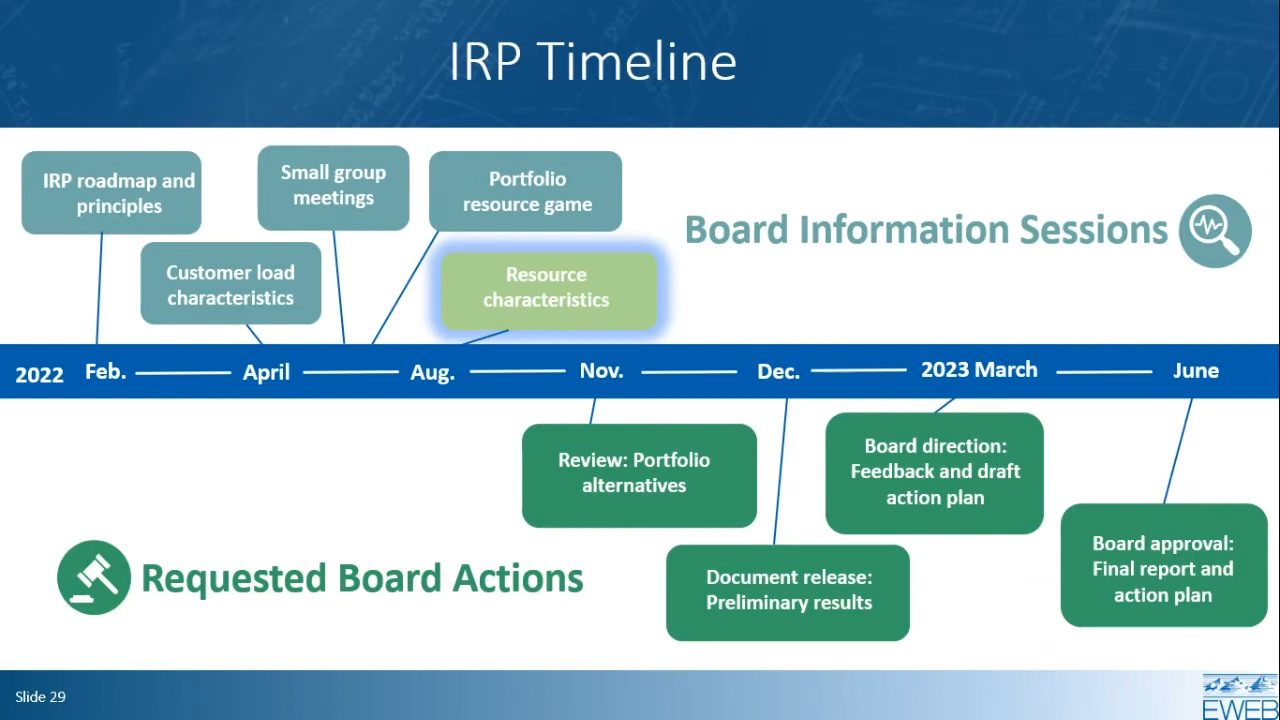 IRP Timeline
IRP roadmap and
principles
Small group
meetings
Portfolio
resource game
Customer load
characteristics
Resource
characteristics
Board Information Sessions
2022
Feb.
April
Aug.
Nov.
Dec.
2023 March
June
Review: Portfolio
alternatives
Board direction:
Feedback and draft
action plan
Document release:
Preliminary results
Board approval:
Final report and
action plan
Requested Board Actions
Slide 29
EWEB